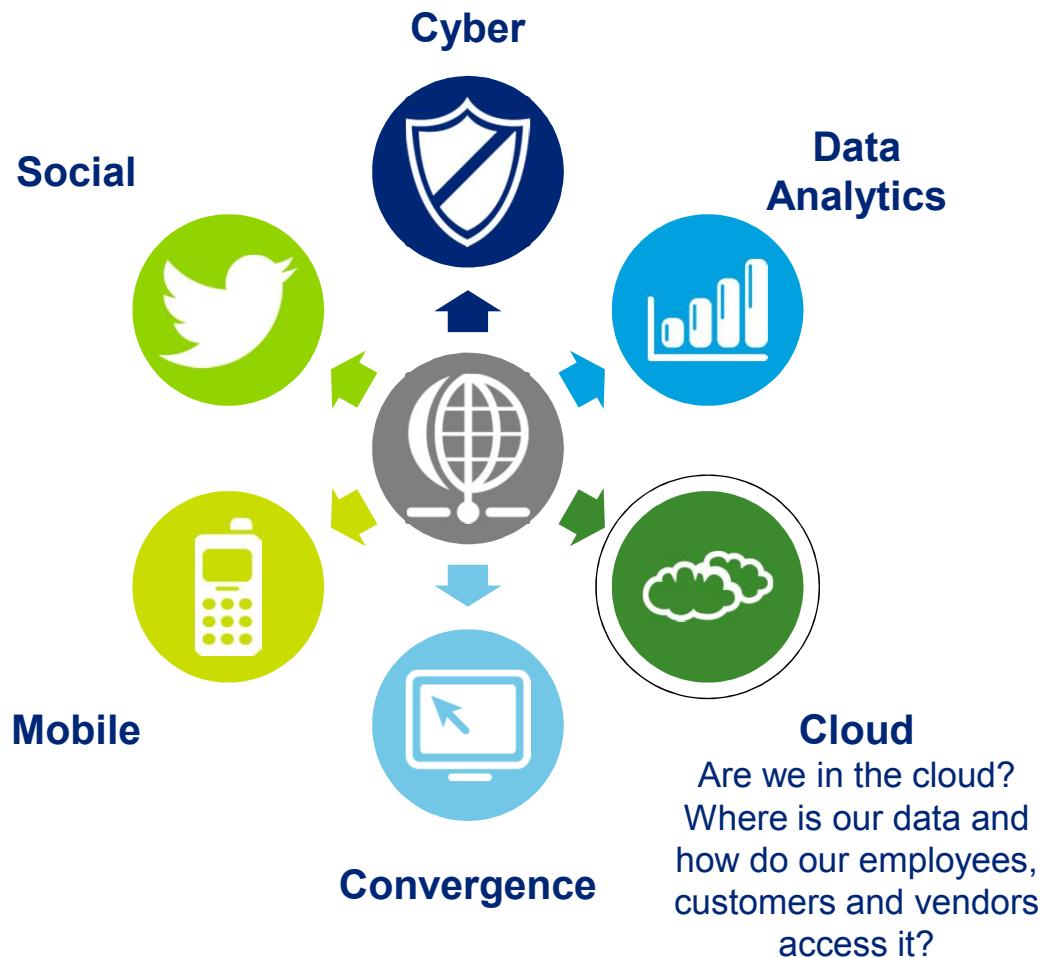 Cyber
Social
Data
Analytics
Mobile
Cloud
Are we in the cloud?
Where is our data and
how do our employees,
customers and vendors
access it?
Convergence